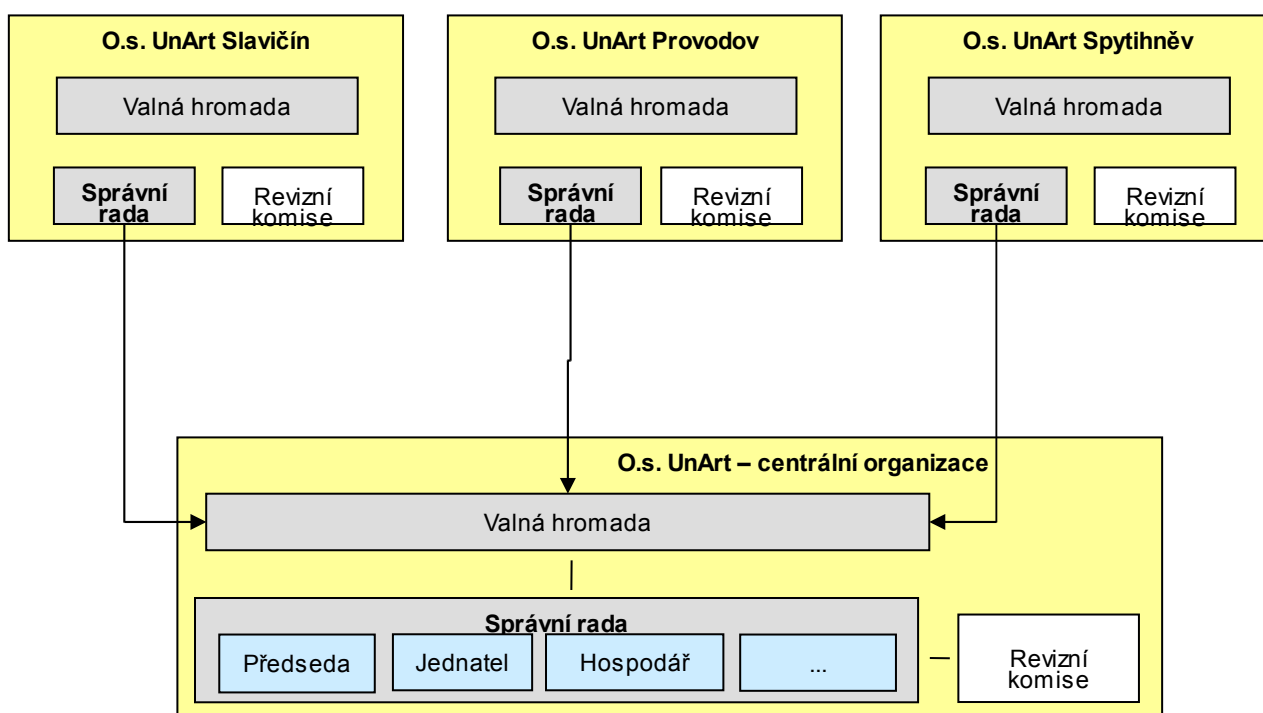 O.s. UnArt Slavičín
Valná hromada
Správní
rada
Revizní
komise
O.s. UnArt Provodov
Valná hromada
Správní
rada
Revizní
komise
O.s. UnArt Spytihněv
Valná hromada
Správní
rada
Revizní
komise
O.s. UnArt – centrální organizace
Valná hromada
Správní rada
Předseda
Jednatel
Hospodář
...
Revizní
komise